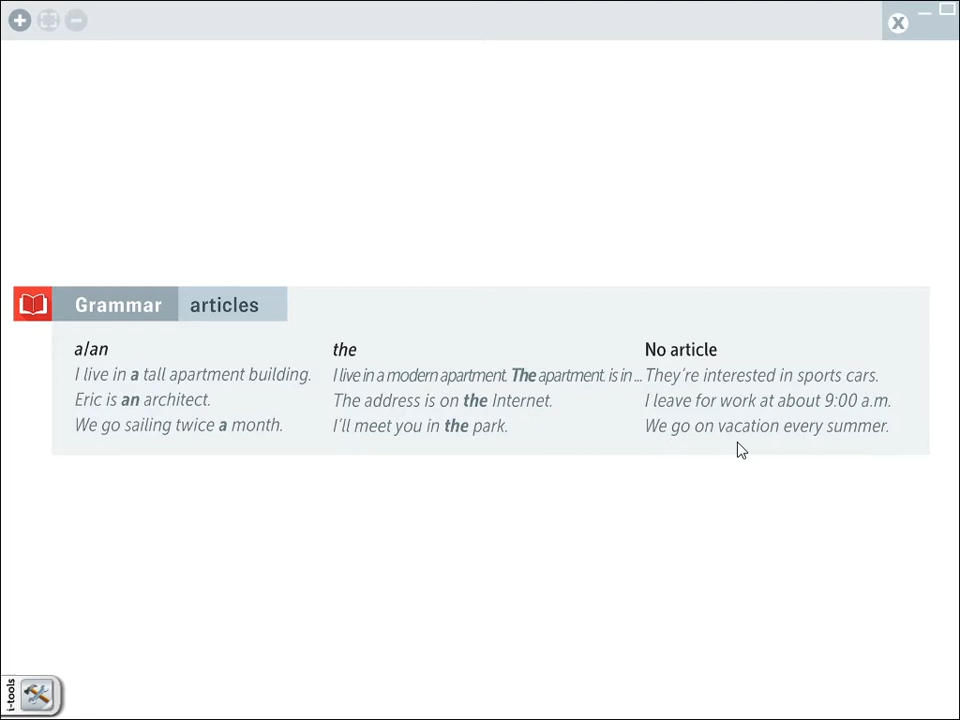 Grammar articles
a/an
I live in a tall apartment building.
Eric is an architect.
We go sailing twice a month.
the
I live in a modern apartment. The apartment. is in ...
The address is on the Internet.
I'll meet you in the park.
No article
They're interested in sports cars.
I leave for work at about 9:00 a.m.
We go on vacation every summer.
i-tools